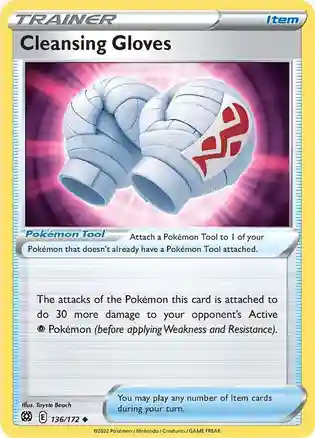 TRAINER Item
Cleansing Gloves
Pokémon Tool Attach a Pokémon Tool to 1 of your
Pokémon that doesn't already have a Pokémon Tool attached.
The attacks of the Pokémon this card is attached to
do 30 more damage to your opponent's Active
Pokémon (before applying Weakness and Resistance).
Illus. Toyste Beach
You may play any number of Item cards
during your turn.
E 136/172
©2022 Pokémon / Nintendo / Creatures / GAME FREAK